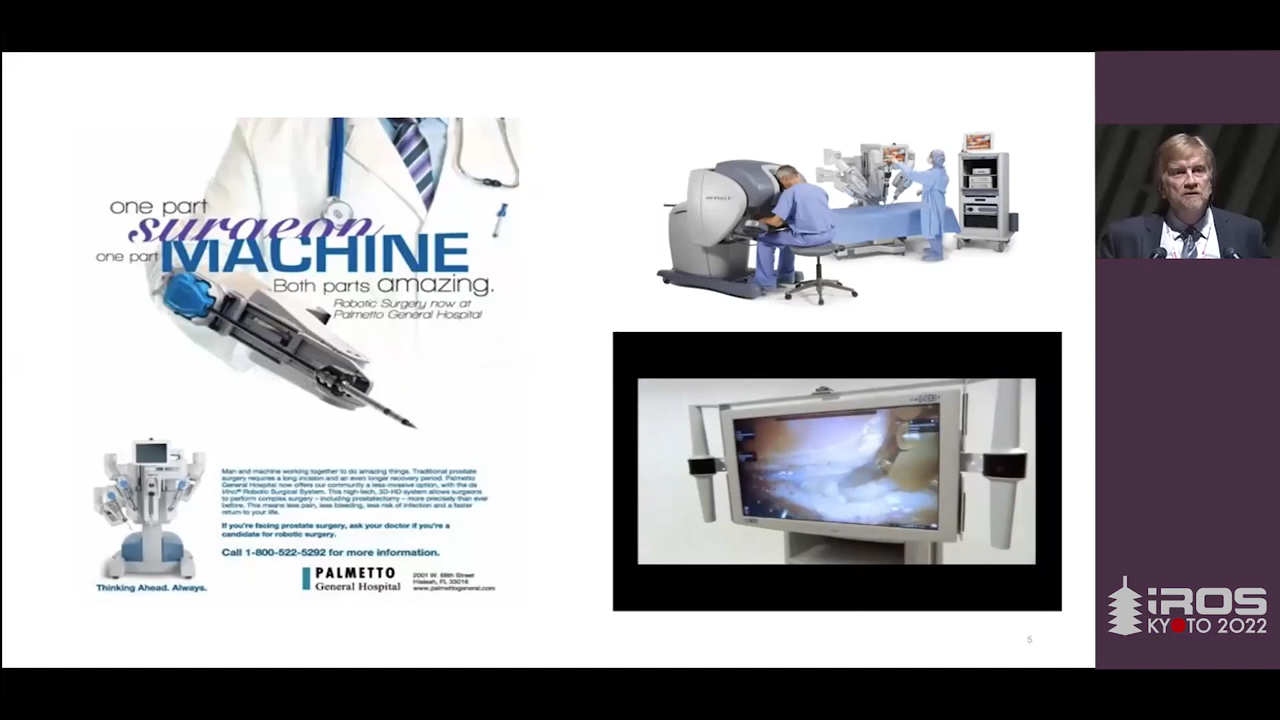 one part
surgeon
one part MACHINE
Both parts amazing.
Robotic Surgery now at
Palmetto General Hospital
Man and machine working together to do amazing things. Traditional prostate
surgery requires a long incision and an even longer recovery period. Palmetto
General Hospital now offers our community a less-invasive option, with the da
Vinci® Robotic Surgical System. This high-tech, 3D-HD system allows surgeons
to perform complex surgery – including prostatectomy – more precisely than ever
before. This means less pain, less bleeding, less risk of infection and a faster
return to your life.
If you're facing prostate surgery, ask your doctor if you're a
candidate for robotic surgery.
Call 1-800-522-5292 for more information.
Thinking Ahead. Always.
PALMETTO
General Hospital
2001 W. 68th Street
Hialeah, FL 33016
www.palmettogeneral.com
5
iROS
KYOTO 2022